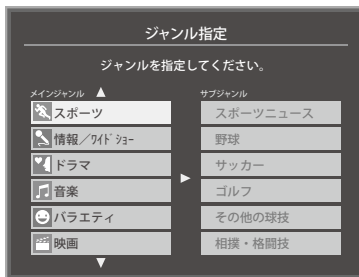 ジャンル指定
ジャンルを指定してください。
メインジャンル
スポーツ
情報／ワイドショー
ドラマ
音楽
バラエティ
映画
サブジャンル
スポーツニュース
野球
サッカー
ゴルフ
その他の球技
相撲・格闘技